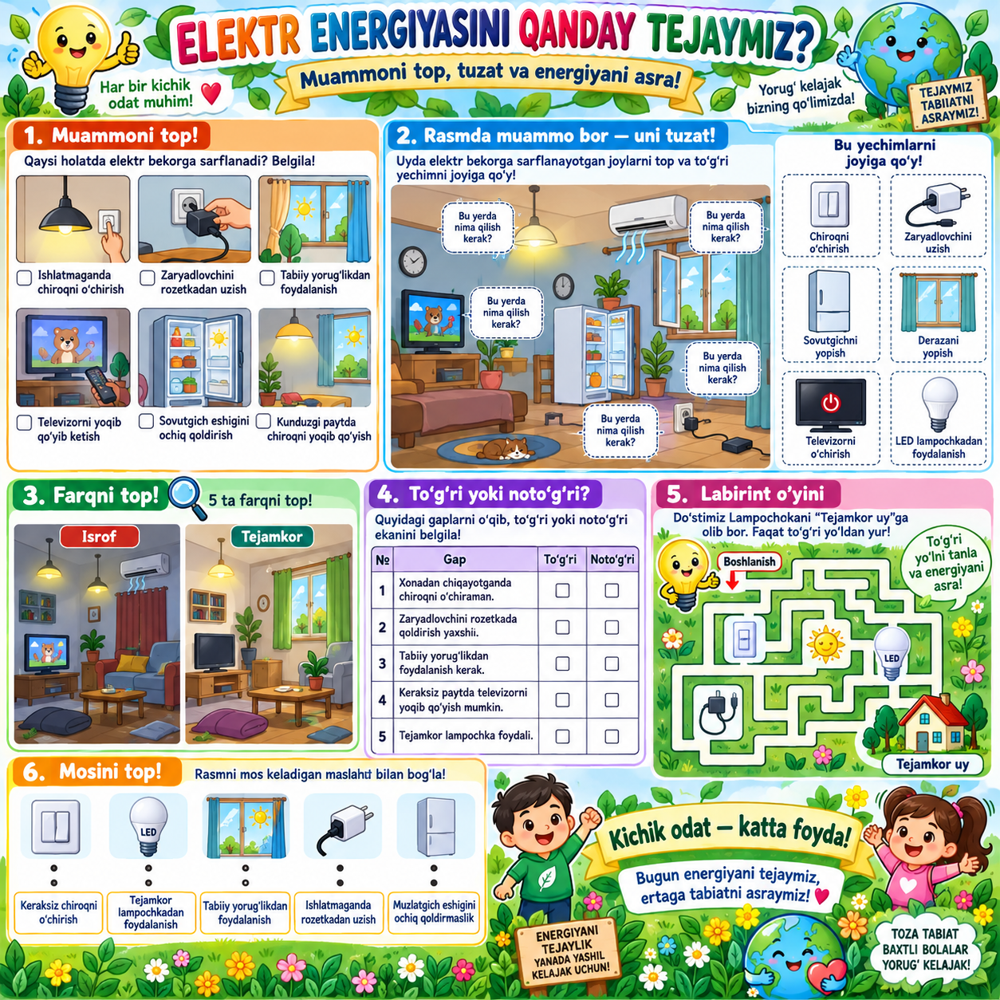 ELEKTR ENERGIYASINI QANDAY TEJAYMIZ?
Muammoni top, tuzat va energiyani asra!
Har bir kichik
odat muhim!
Yorug‘ kelajak
bizning qo‘limizda!
TEJAYMIZ
TABIIATNI
ASRAYMIZ!
1. Muammoni top!
Qaysi holatda elektr bekorga sarflanadi? Belgila!
Ishlatmaganda
chiroqni o‘chirish
Zaryadlovchini
rozetkadan uzish
Tabiiy yorug‘likdan
foydalanish
Televizorni yoqib
qo‘yib ketish
Sovutgich eshigini
ochiq qoldirish
Kunduzgi paytda
chiroqni yoqib qo‘yish
2. Rasmda muammo bor — uni tuzat!
Uyda elektr bekorga sarflanayotgan joylarni top va to‘g‘ri
yechimni joyiga qo‘y!
Bu yerda
nima qilish
kerak?
Bu yerda
nima qilish
kerak?
Bu yerda
nima qilish
kerak?
Bu yerda
nima qilish
kerak?
Bu yerda
nima qilish
kerak?
Bu yechimlarni
joyiga qo‘y!
Chiroqni
o‘chirish
Zaryadlovchini
uzish
Sovutgichni
yopish
Derazani
yopish
Televizorni
o‘chirish
LED lampochkadan
foydalanish
3. Farqni top!
5 ta farqni top!
Isrof
Tejamkor
4. To‘g‘ri yoki noto‘g‘ri?
Quyidagi gaplarni o‘qib, to‘g‘ri yoki noto‘g‘ri
ekanini belgila!
№ Gap To‘g‘ri Noto‘g‘ri
1 Xonadan chiqayotganda
chiroqni o‘chiraman.
2 Zaryadlovchini rozetkada
qoldirish yaxshii.
3 Tabiiy yorug‘likdan
foydalanish kerak.
4 Keraksiz paytda televizorni
yoqib qo‘yish mumkin.
5 Tejamkor lampochka foydali.
5. Labirint o‘yini
Do‘stimiz Lampochokani “Tejamkor uy”ga
olib bor. Faqat to‘g‘ri yo‘ldan yur!
Boshlanish
To‘g‘ri
yo‘lni tanla
va energiyani
asra!
LED
Tejamkor uy
6. Mosini top!
Rasmni mos keladigan maslaht bilan bog‘la!
LED
Keraksiz chiroqni
o‘chirish
Tejamkor
lampochkadan
foydalanish
Tabiiy yorug‘likdan
foydalanish
Ishlatmaganda
rozetkadan uzish
Muzlatgich eshigini
ochiq qoldirmaslik
Kichik odat — katta foyda!
Bugun energiyani tejaymiz,
ertaga tabiatni asraymiz!
ENERGIYANI
TEJAYLIK
YANADA YASHIL
KELAJAK UCHUN!
TOZA TABIAT
BAXTLI BOLALAR
YORUG‘ KELAJAK!